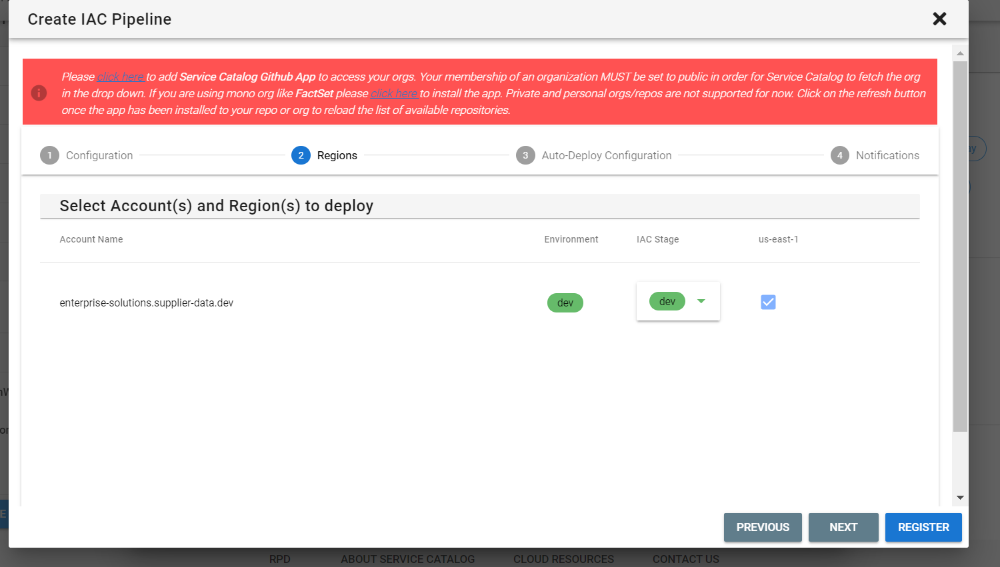 Create IAC Pipeline
Please click here to add Service Catalog Github App to access your orgs. Your membership of an organization MUST be set to public in order for Service Catalog to fetch the org
in the drop down. If you are using mono org like FactSet please click here to install the app. Private and personal orgs/repos are not supported for now. Click on the refresh button
once the app has been installed to your repo or org to reload the list of available repositories.
1 Configuration 2 Regions 3 Auto-Deploy Configuration 4 Notifications
Select Account(s) and Region(s) to deploy
Account Name Environment IAC Stage us-east-1
enterprise-solutions.supplier-data.dev dev dev
PREVIOUS NEXT REGISTER
RPD ABOUT SERVICE CATALOG CLOUD RESOURCES CONTACT US